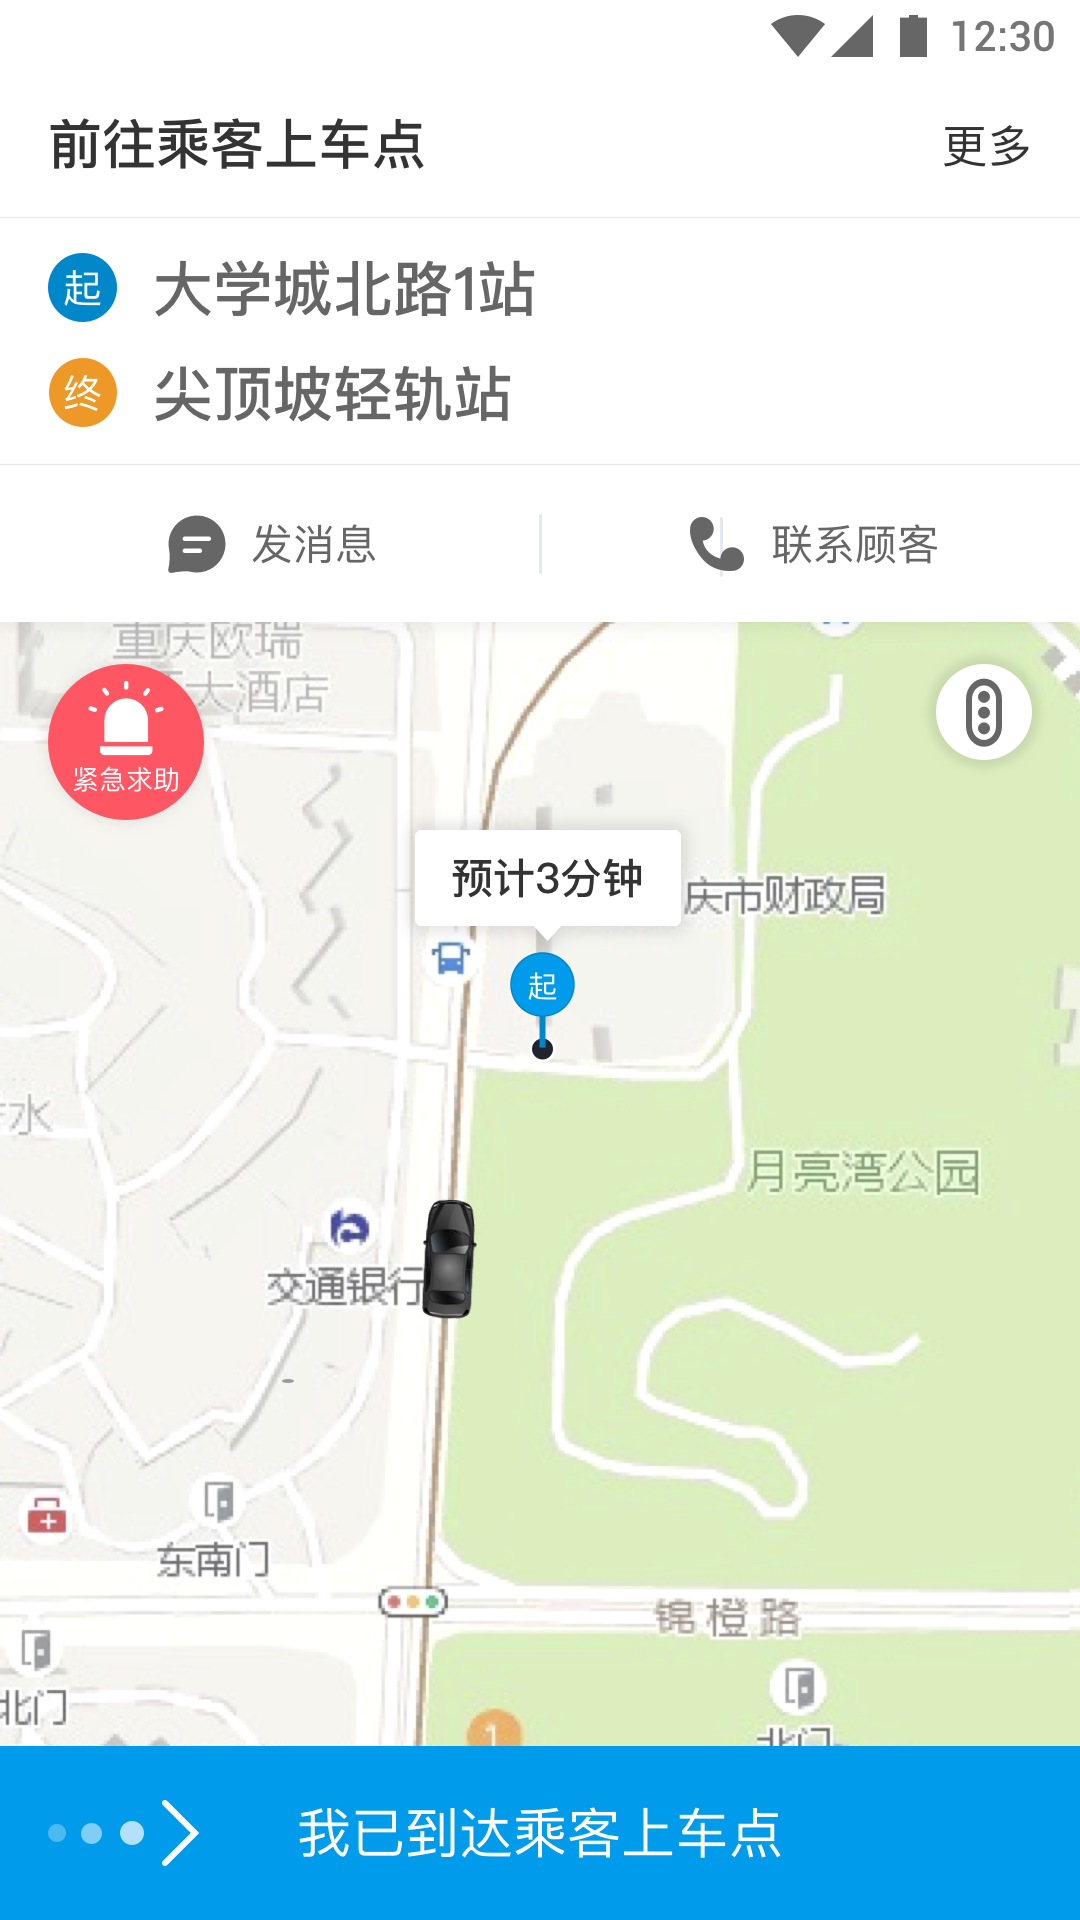 12:30
前往乘客上车点
更多
起
大学城北路1站
终
尖顶坡轻轨站
发消息
联系顾客
重庆欧瑞
大酒店
紧急求助
预计3分钟
庆市财政局
起
水
月亮湾公园
交通银行
东南门
锦橙路
北门
1
北门
我已到达乘客上车点